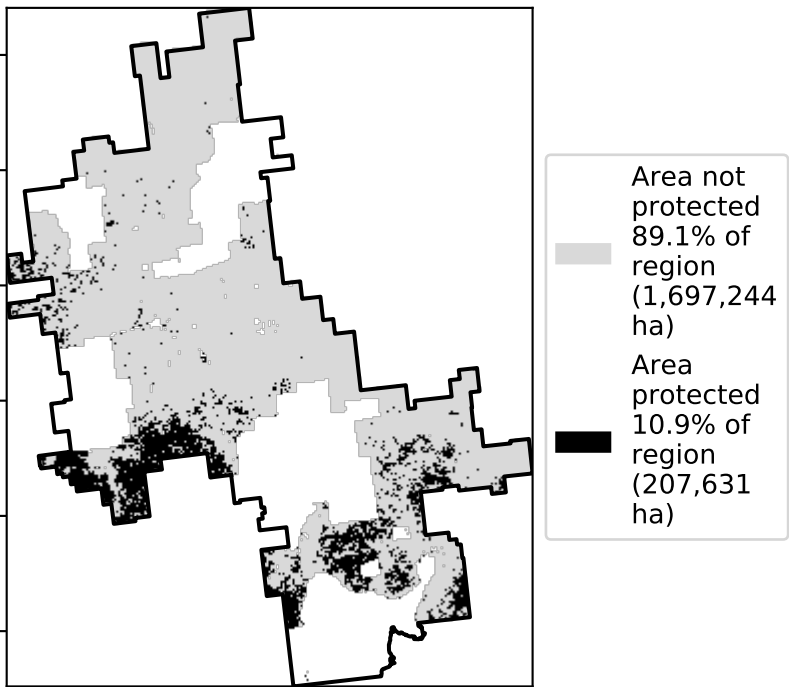 Area not
protected
89.1% of
region
(1,697,244
ha)
Area
protected
10.9% of
region
(207,631
ha)